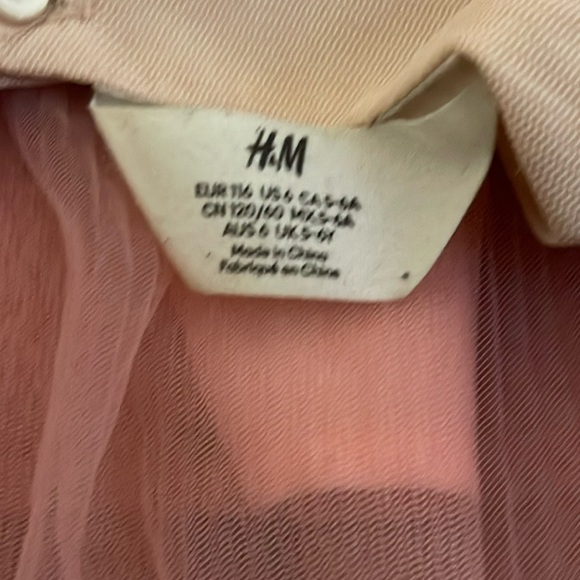 H&M
EUR 116 US 6 CA 5-6A
CN 120/60 MX 5-6A
AUS 6 UK 5-6Y
Made in China
Fabriqué en Chine